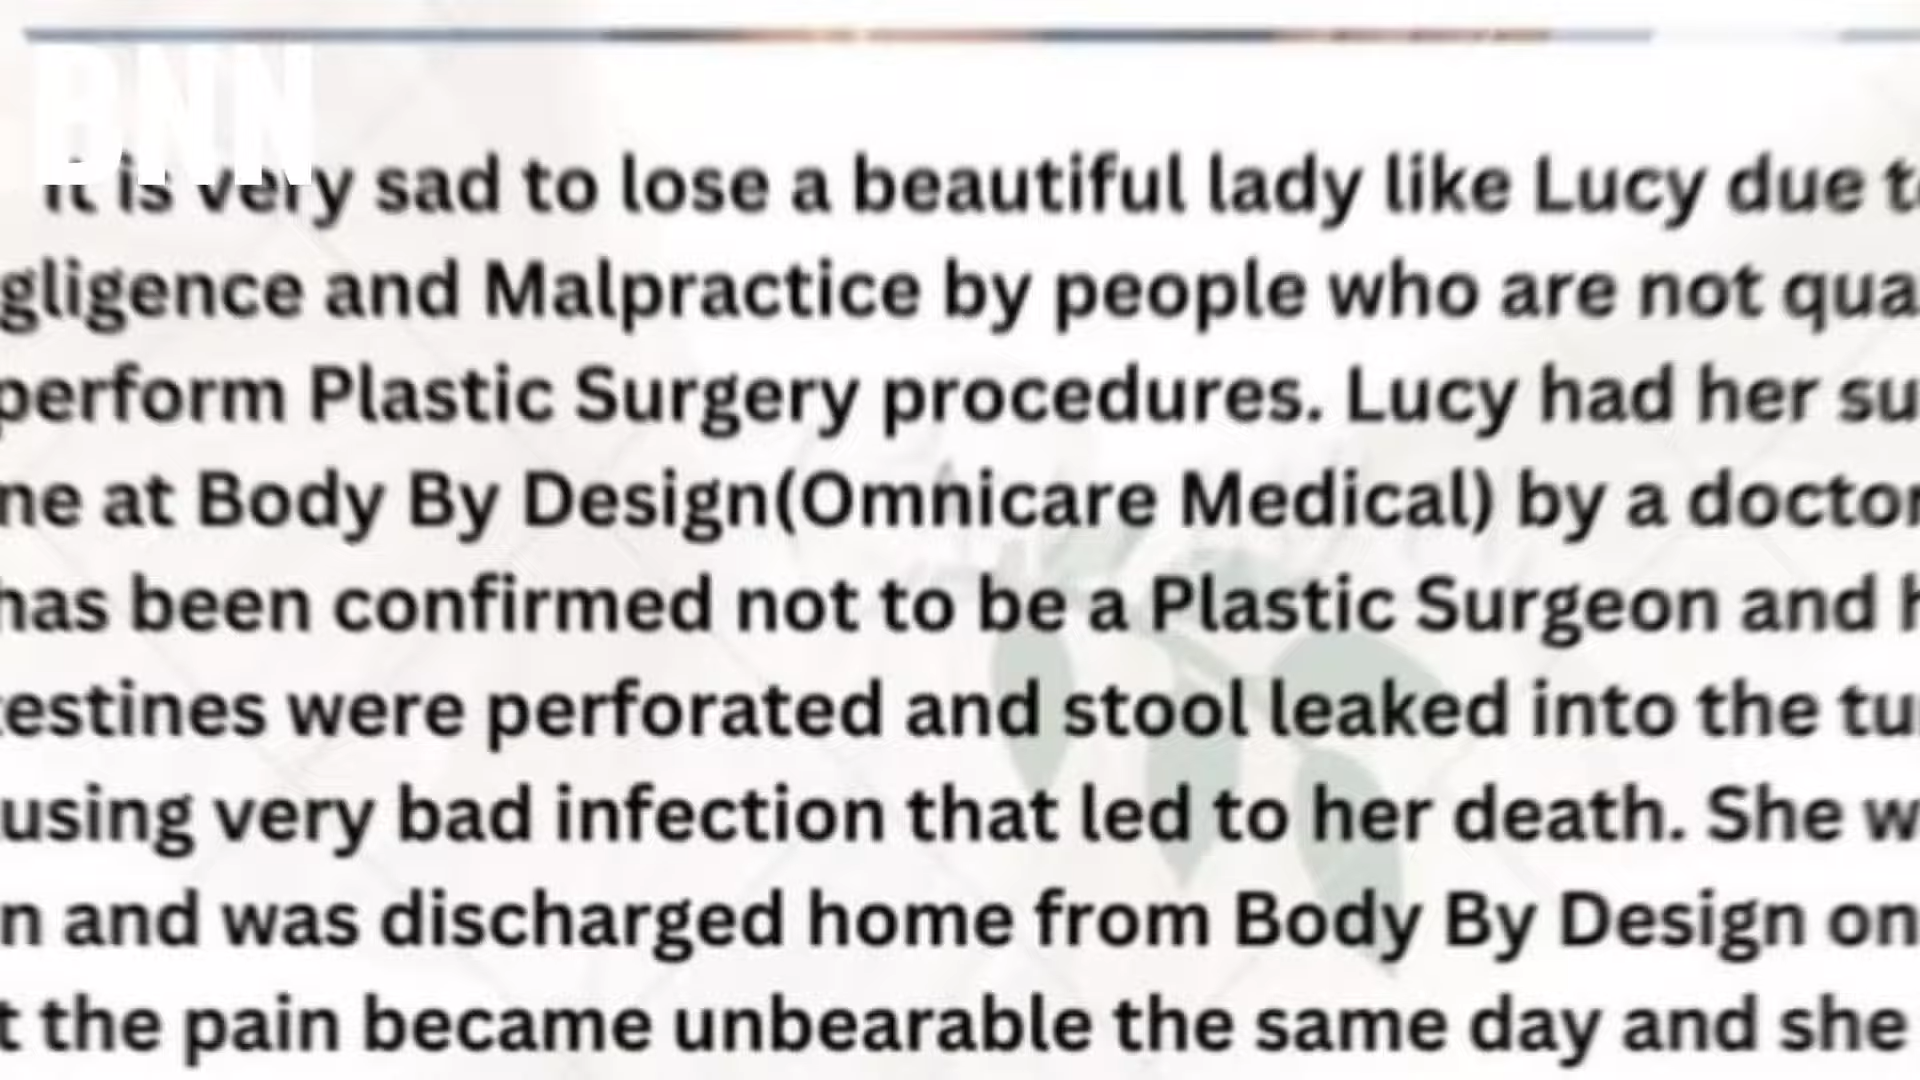 BNN
It is very sad to lose a beautiful lady like Lucy due to
gligence and Malpractice by people who are not qua
perform Plastic Surgery procedures. Lucy had her su
ne at Body By Design(Omnicare Medical) by a doctor
has been confirmed not to be a Plastic Surgeon and h
testines were perforated and stool leaked into the tu
using very bad infection that led to her death. She w
n and was discharged home from Body By Design on
t the pain became unbearable the same day and she